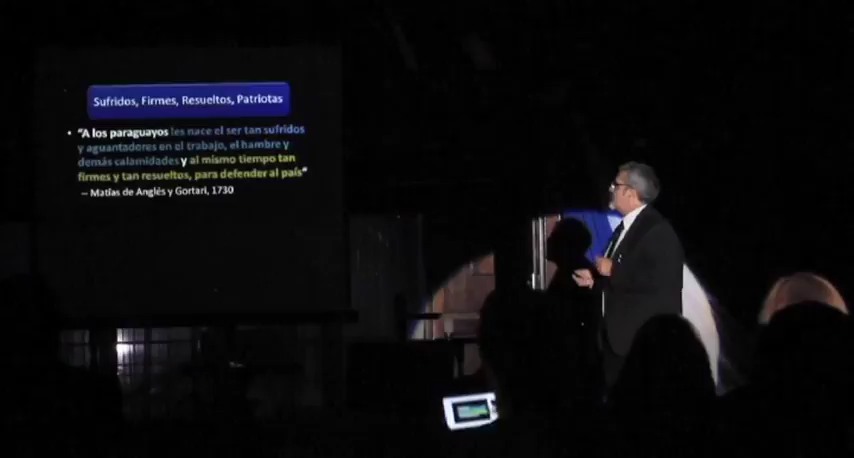 Sufridos, Firmes, Resueltos, Patriotas
• “A los paraguayos les nace el ser tan sufridos
y aguantadores en el trabajo, el hambre y
demás calamidades y al mismo tiempo tan
firmes y tan resueltos, para defender al país“
– Matías de Anglés y Gortari, 1730